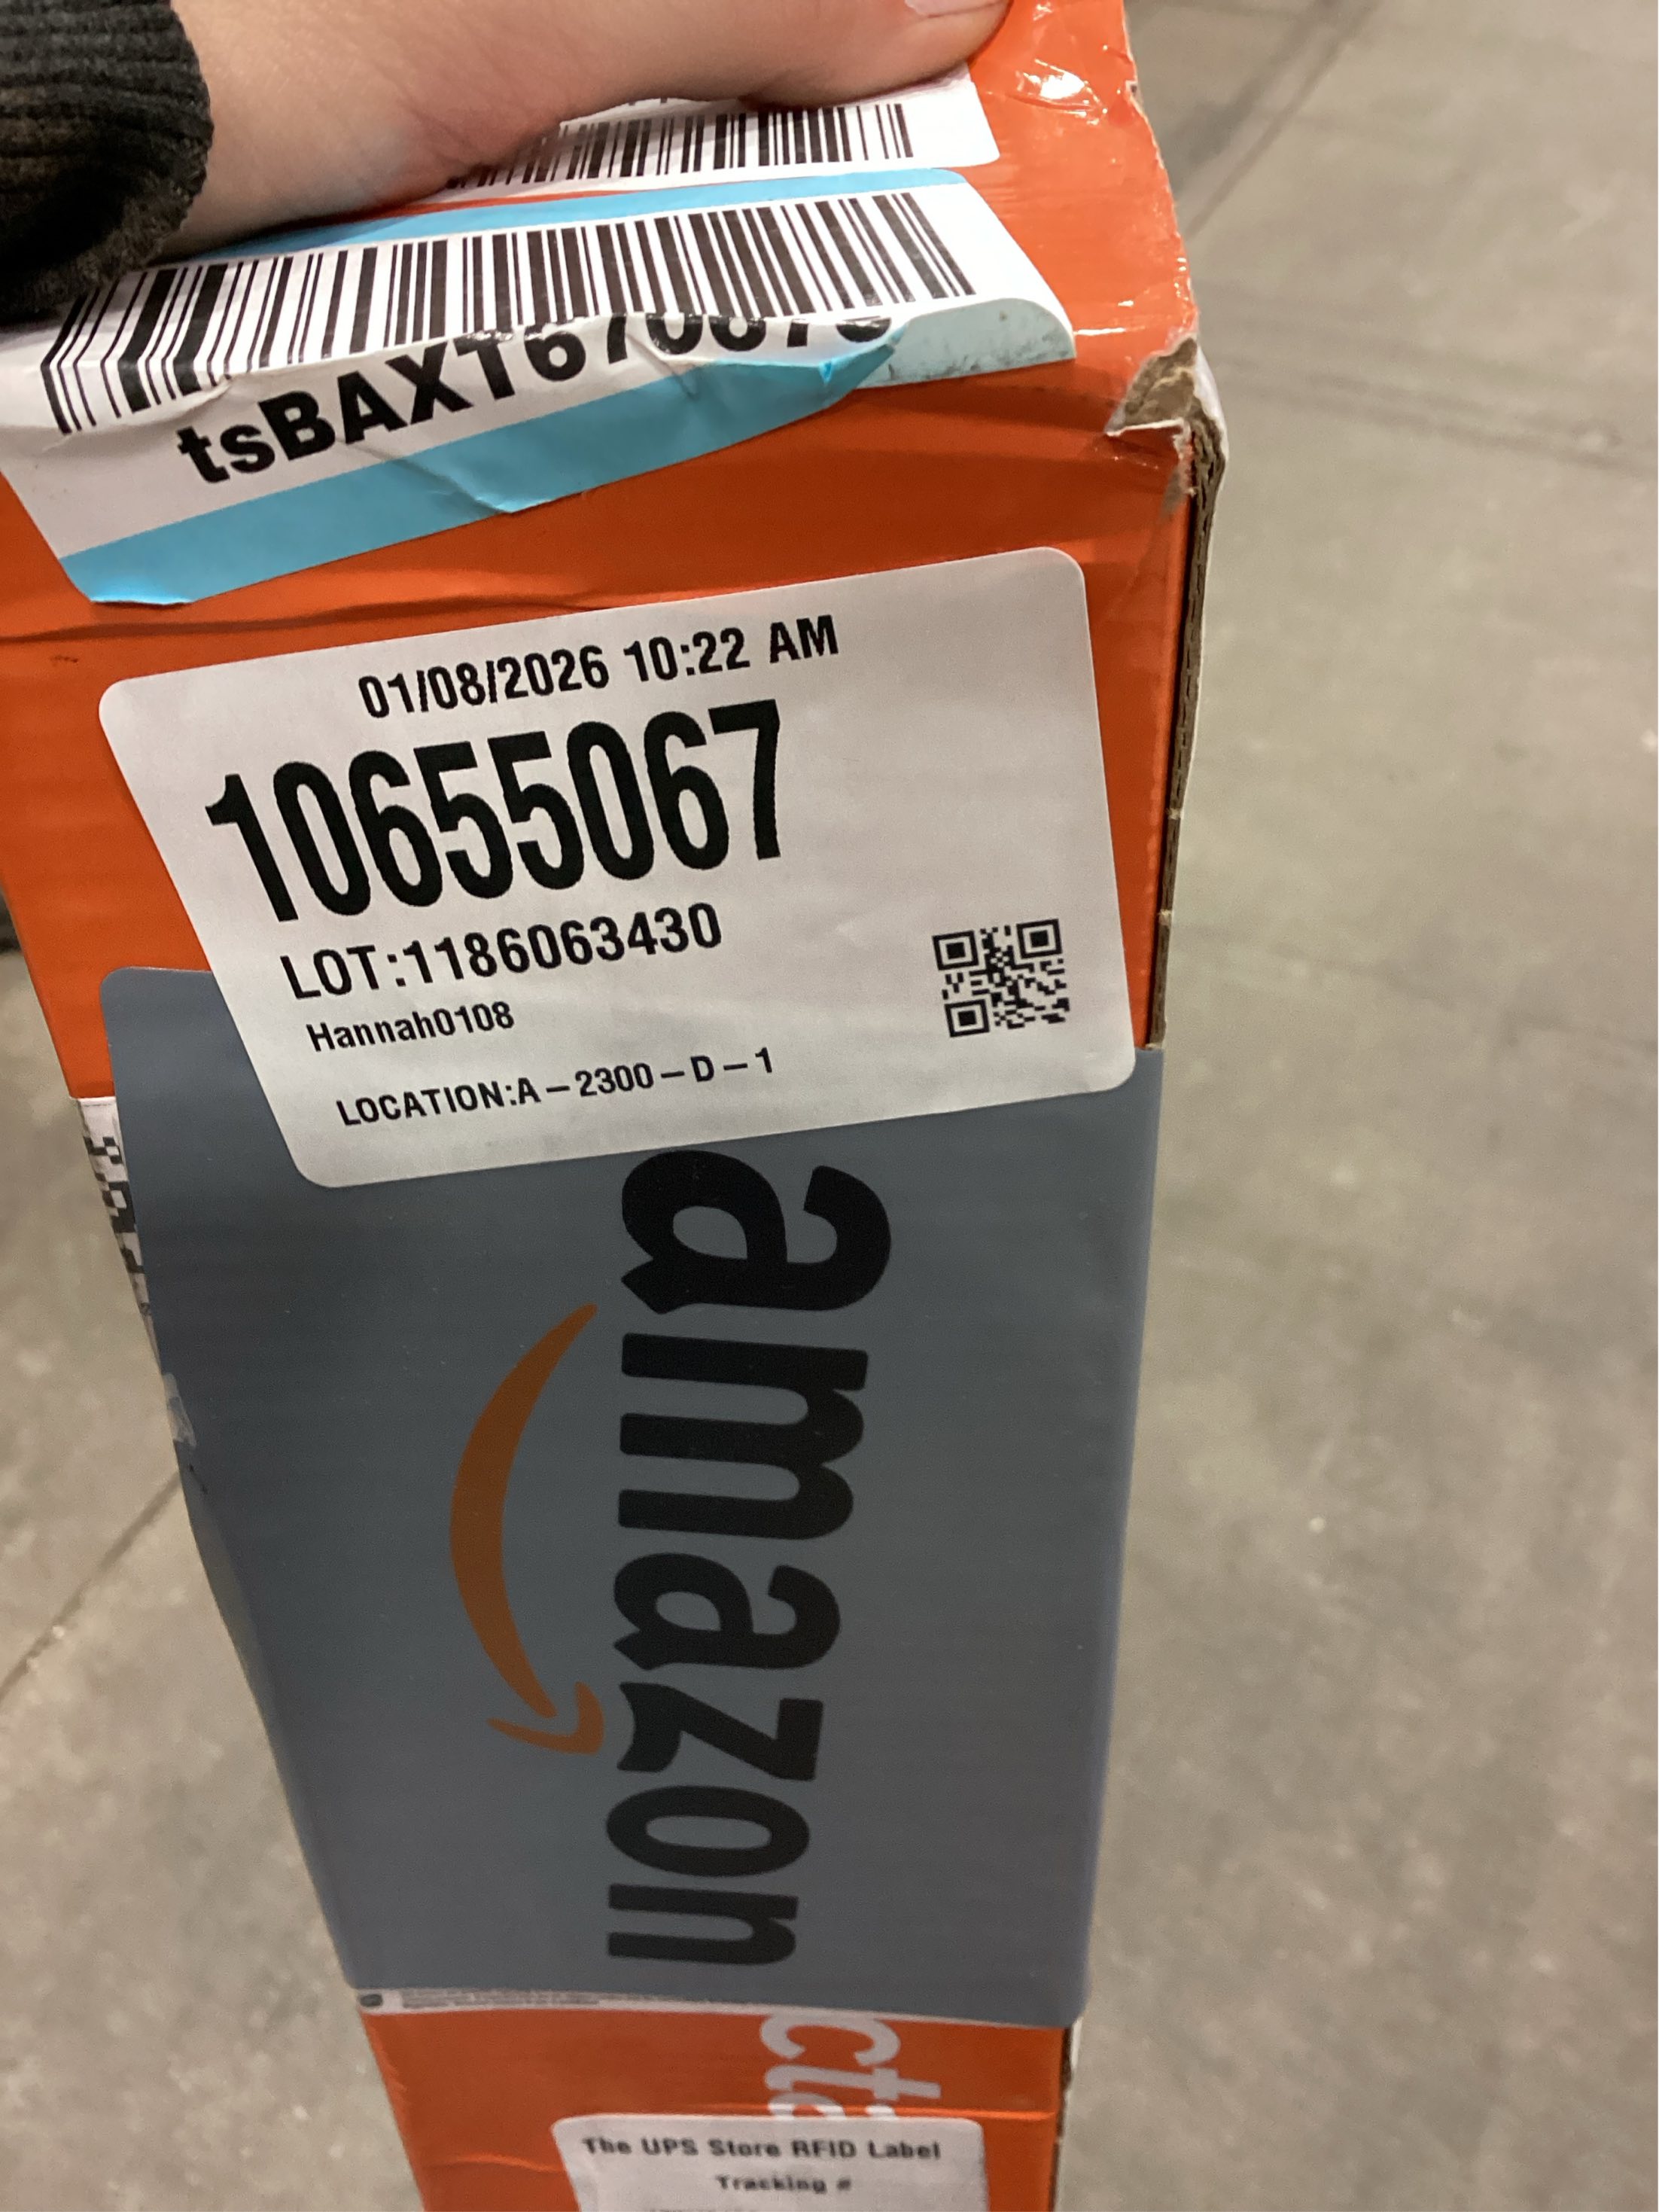 01/08/2026 10:22 AM
10655067
LOT:1186063430
Hannah0108
LOCATION:A-2300-D-1
amazon
The UPS Store RFID Label
Tracking #